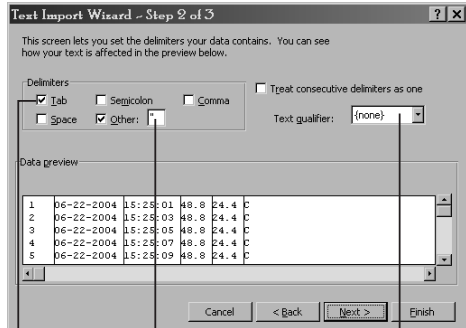 Text Import Wizard - Step 2 of 3
This screen lets you set the delimiters your data contains. You can see
how your text is affected in the preview below.
Delimiters
Tab Semicolon Comma
Space Other: "
Treat consecutive delimiters as one
Text qualifier: {none}
Data preview
1 06-22-2004 15:25:01 48.8 24.4 C
2 06-22-2004 15:25:03 48.8 24.4 C
3 06-22-2004 15:25:05 48.8 24.4 C
4 06-22-2004 15:25:07 48.8 24.4 C
5 06-22-2004 15:25:09 48.8 24.4 C
Cancel < Back Next > Finish